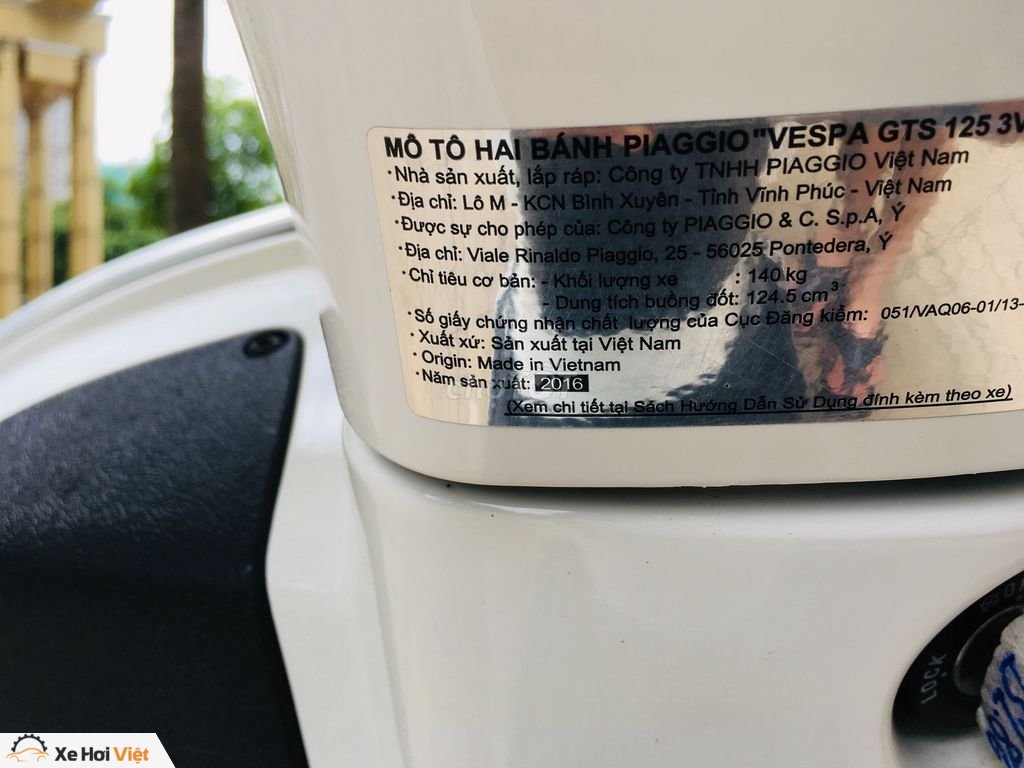 MÔ TÔ HAI BÁNH PIAGGIO "VESPA GTS 125 3V
·Nhà sản xuất, lắp ráp: Công ty TNHH PIAGGIO Việt Nam
·Địa chỉ: Lô M - KCN Bình Xuyên - Tỉnh Vĩnh Phúc - Việt Nam
·Được sự cho phép của: Công ty PIAGGIO & C. S.p.A, Ý
·Địa chỉ: Viale Rinaldo Piaggio, 25 - 56025 Pontedera, Ý
·Chỉ tiêu cơ bản: - Khối lượng xe : 140 kg
- Dung tích buồng đốt: 124.5 cm³
·Số giấy chứng nhận chất lượng của Cục Đăng kiểm: 051/VAQ06-01/13-
·Xuất xứ: Sản xuất tại Việt Nam
·Origin: Made in Vietnam
·Năm sản xuất: 2016
(Xem chi tiết tại Sách Hướng Dẫn Sử Dụng đính kèm theo xe)
LOCK
Xe Hơi Việt